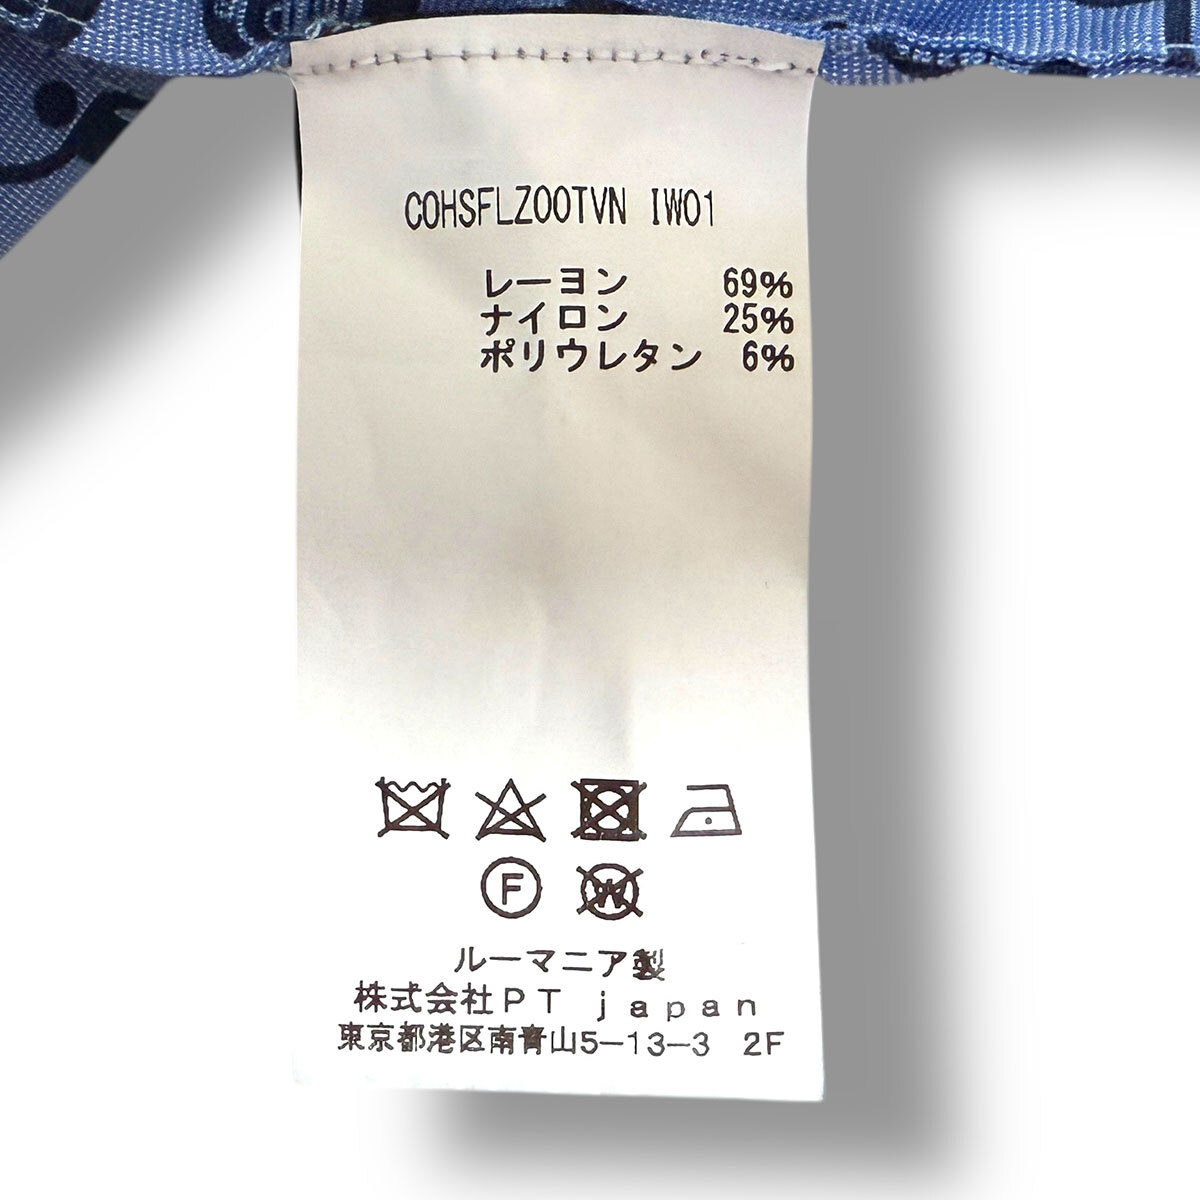 COHSFLZ00TVN IW01
レーヨン 69%
ナイロン 25%
ポリウレタン 6%
F
W
ルーマニア製
株式会社ＰＴ ｊａｐａｎ
東京都港区南青山5−13−3 2F